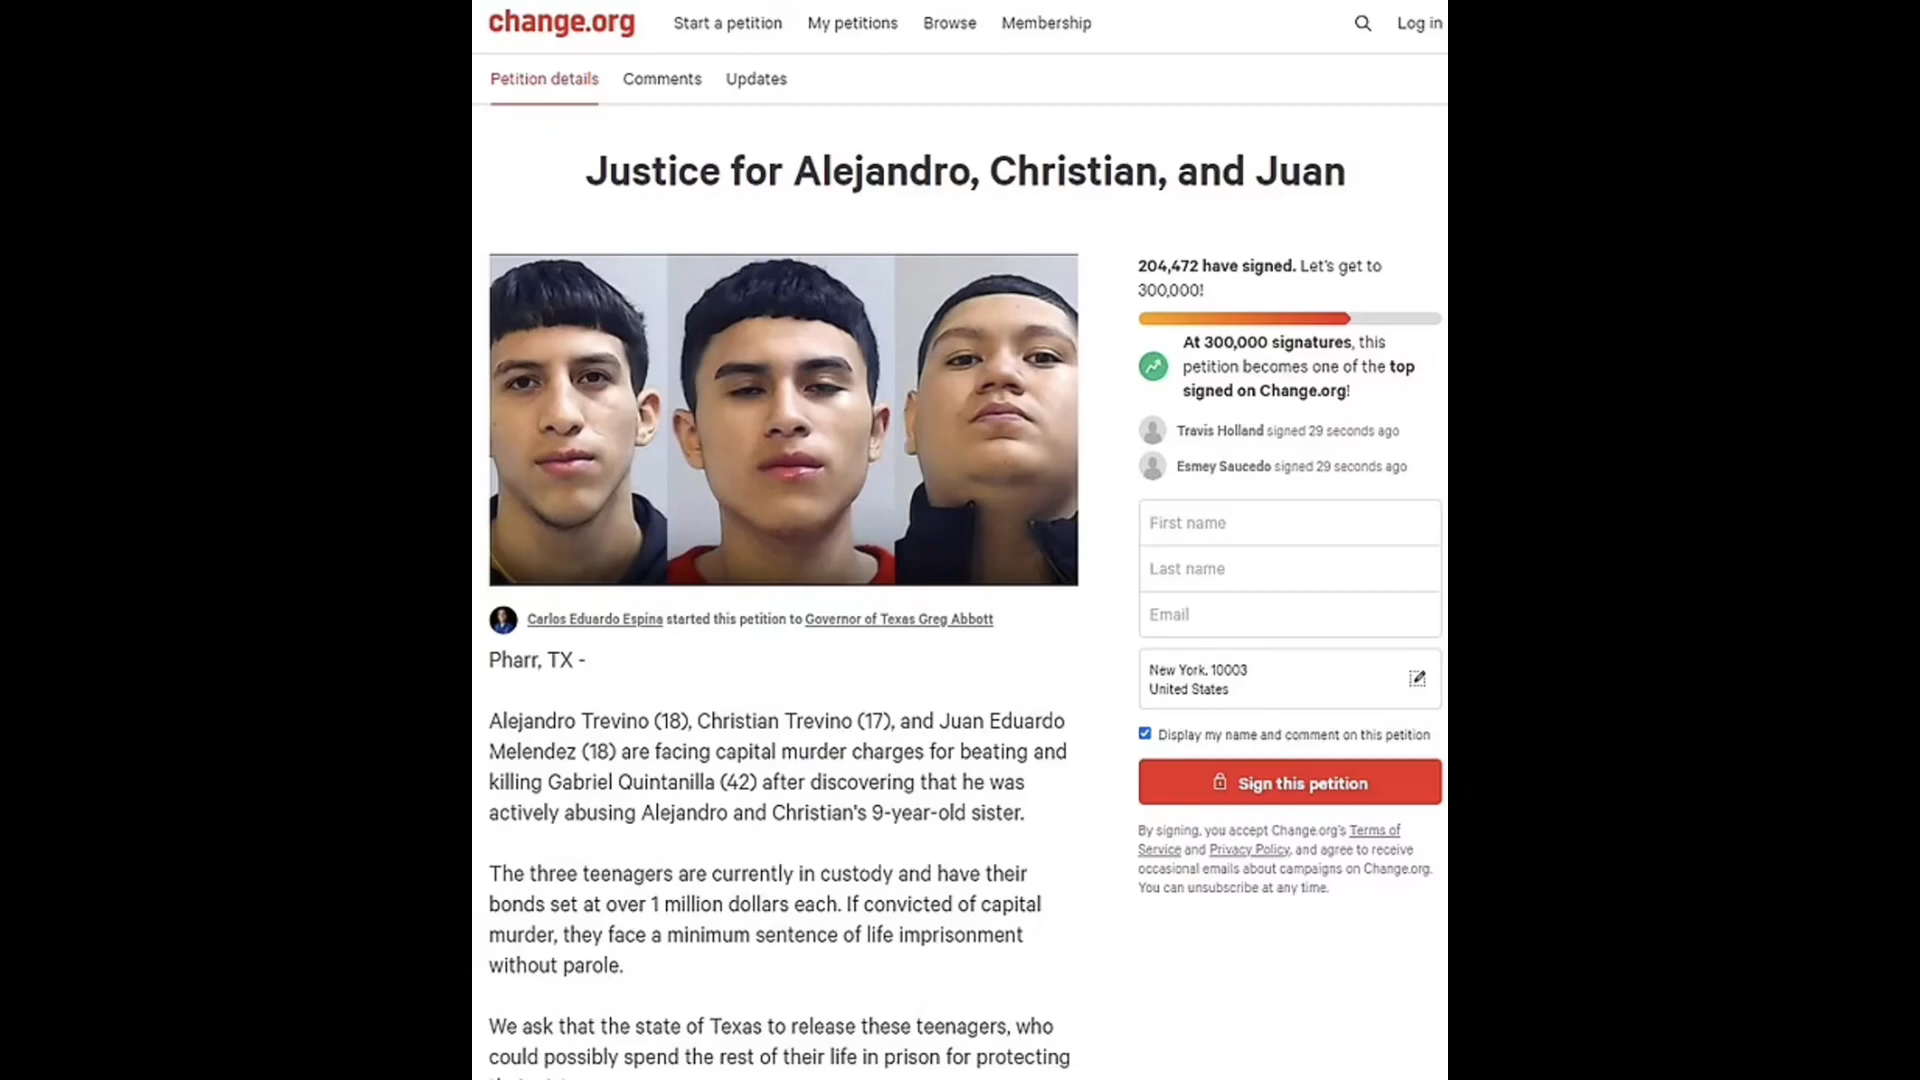 change.org
Start a petition
My petitions
Browse
Membership
Log in
Petition details
Comments
Updates
Justice for Alejandro, Christian, and Juan
204,472 have signed. Let's get to
300,000!
At 300,000 signatures, this
petition becomes one of the top
signed on Change.org!
Travis Holland signed 29 seconds ago
Esmey Saucedo signed 29 seconds ago
First name
Last name
Email
New York, 10003
United States
Display my name and comment on this petition
Sign this petition
By signing, you accept Change.org's Terms of
Service and Privacy Policy, and agree to receive
occasional emails about campaigns on Change.org.
You can unsubscribe at any time.
Carlos Eduardo Espina started this petition to Governor of Texas Greg Abbott
Pharr, TX -
Alejandro Trevino (18), Christian Trevino (17), and Juan Eduardo
Melendez (18) are facing capital murder charges for beating and
killing Gabriel Quintanilla (42) after discovering that he was
actively abusing Alejandro and Christian's 9-year-old sister.
The three teenagers are currently in custody and have their
bonds set at over 1 million dollars each. If convicted of capital
murder, they face a minimum sentence of life imprisonment
without parole.
We ask that the state of Texas to release these teenagers, who
could possibly spend the rest of their life in prison for protecting